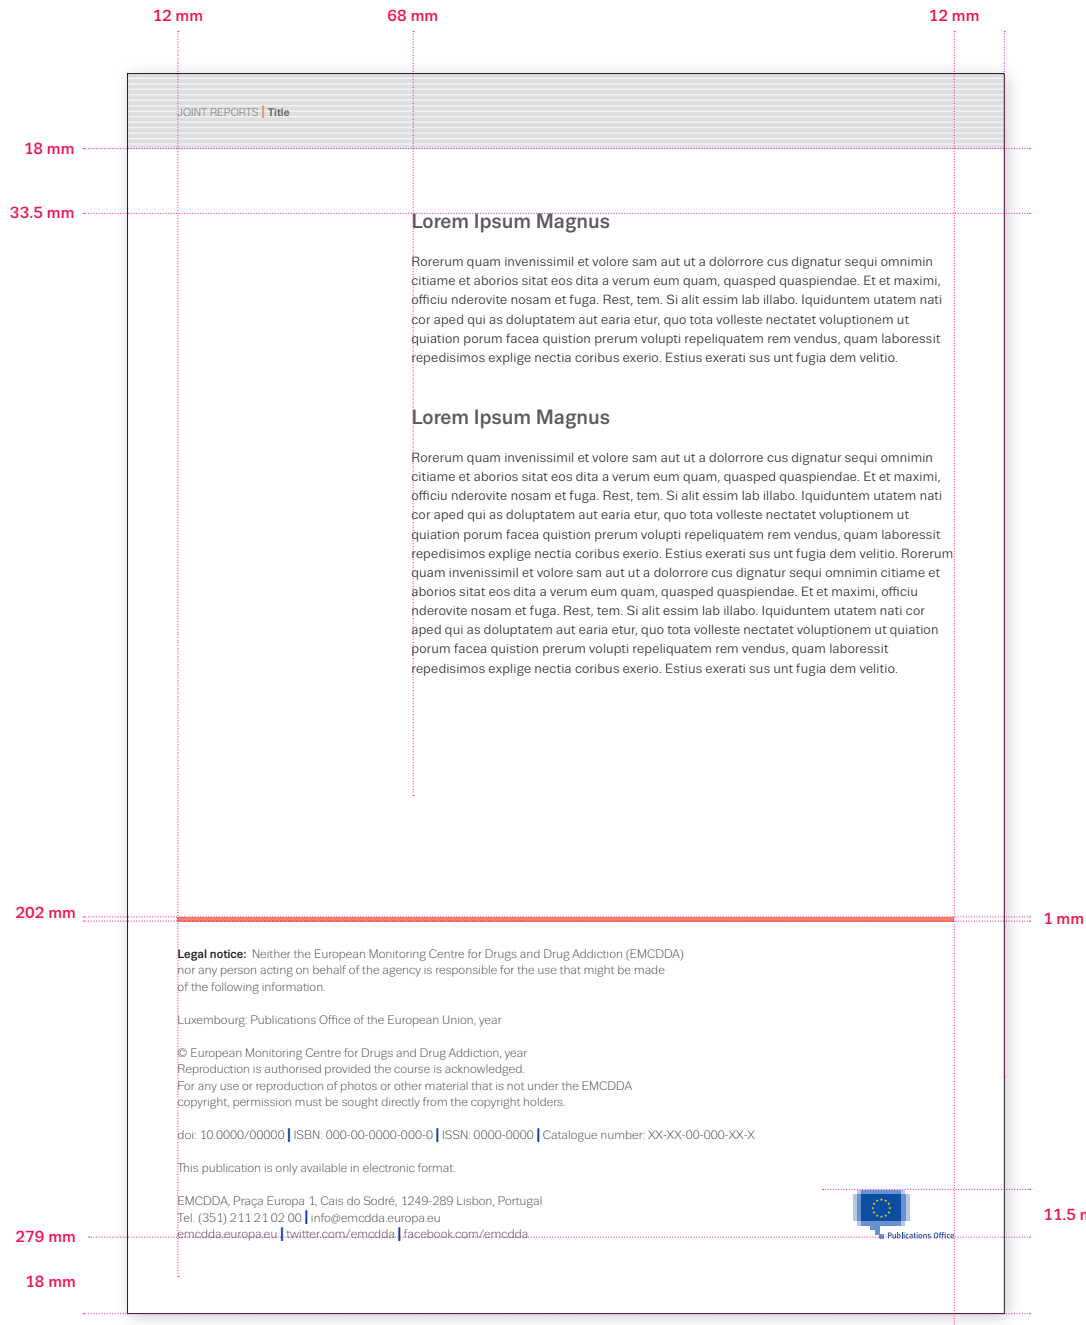 12 mm
68 mm
12 mm
JOINT REPORTS | Title
18 mm
33.5 mm
Lorem Ipsum Magnus
Rorerum quam invenissimil et volore sam aut ut a dolorrore cus dignatur sequi omnimin
citiame et aborios sitat eos dita a verum eum quam, quasped quaspiendae. Et et maximi,
officiu nderovite nosam et fuga. Rest, tem. Si alit essim lab illabo. Iquiduntem utatem nati
cor aped qui as doluptatem aut earia etur, quo tota volleste nectatet voluptionem ut
quiation porum facea quistion prerum volupti repeliquatem rem vendus, quam laboressit
repedisimos explige nectia coribus exerio. Estius exerati sus unt fugia dem velitio.
Lorem Ipsum Magnus
Rorerum quam invenissimil et volore sam aut ut a dolorrore cus dignatur sequi omnimin
citiame et aborios sitat eos dita a verum eum quam, quasped quaspiendae. Et et maximi,
officiu nderovite nosam et fuga. Rest, tem. Si alit essim lab illabo. Iquiduntem utatem nati
cor aped qui as doluptatem aut earia etur, quo tota volleste nectatet voluptionem ut
quiation porum facea quistion prerum volupti repeliquatem rem vendus, quam laboressit
repedisimos explige nectia coribus exerio. Estius exerati sus unt fugia dem velitio. Rorerum
quam invenissimil et volore sam aut ut a dolorrore cus dignatur sequi omnimin citiame et
aborios sitat eos dita a verum eum quam, quasped quaspiendae. Et et maximi, officiu
nderovite nosam et fuga. Rest, tem. Si alit essim lab illabo. Iquiduntem utatem nati cor
aped qui as doluptatem aut earia etur, quo tota volleste nectatet voluptionem ut quiation
porum facea quistion prerum volupti repeliquatem rem vendus, quam laboressit
repedisimos explige nectia coribus exerio. Estius exerati sus unt fugia dem velitio.
202 mm
1 mm
Legal notice: Neither the European Monitoring Centre for Drugs and Drug Addiction (EMCDDA)
nor any person acting on behalf of the agency is responsible for the use that might be made
of the following information.
Luxembourg: Publications Office of the European Union, year
© European Monitoring Centre for Drugs and Drug Addiction, year
Reproduction is authorised provided the course is acknowledged.
For any use or reproduction of photos or other material that is not under the EMCDDA
copyright, permission must be sought directly from the copyright holders.
doi: 10.0000/00000 | ISBN: 000-00-0000-000-0 | ISSN: 0000-0000 | Catalogue number: XX-XX-00-000-XX-X
This publication is only available in electronic format.
EMCDDA, Praça Europa 1, Cais do Sodré, 1249-289 Lisbon, Portugal
Tel. (351) 211 21 02 00 | info@emcdda.europa.eu
emcdda.europa.eu | twitter.com/emcdda | facebook.com/emcdda
Publications Office
11.5 m
279 mm
18 mm